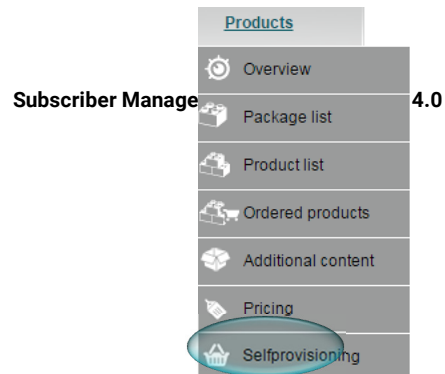 Products
Overview
Subscriber Manage 4.0
Package list
Product list
Ordered products
Additional content
Pricing
Selfprovisioning